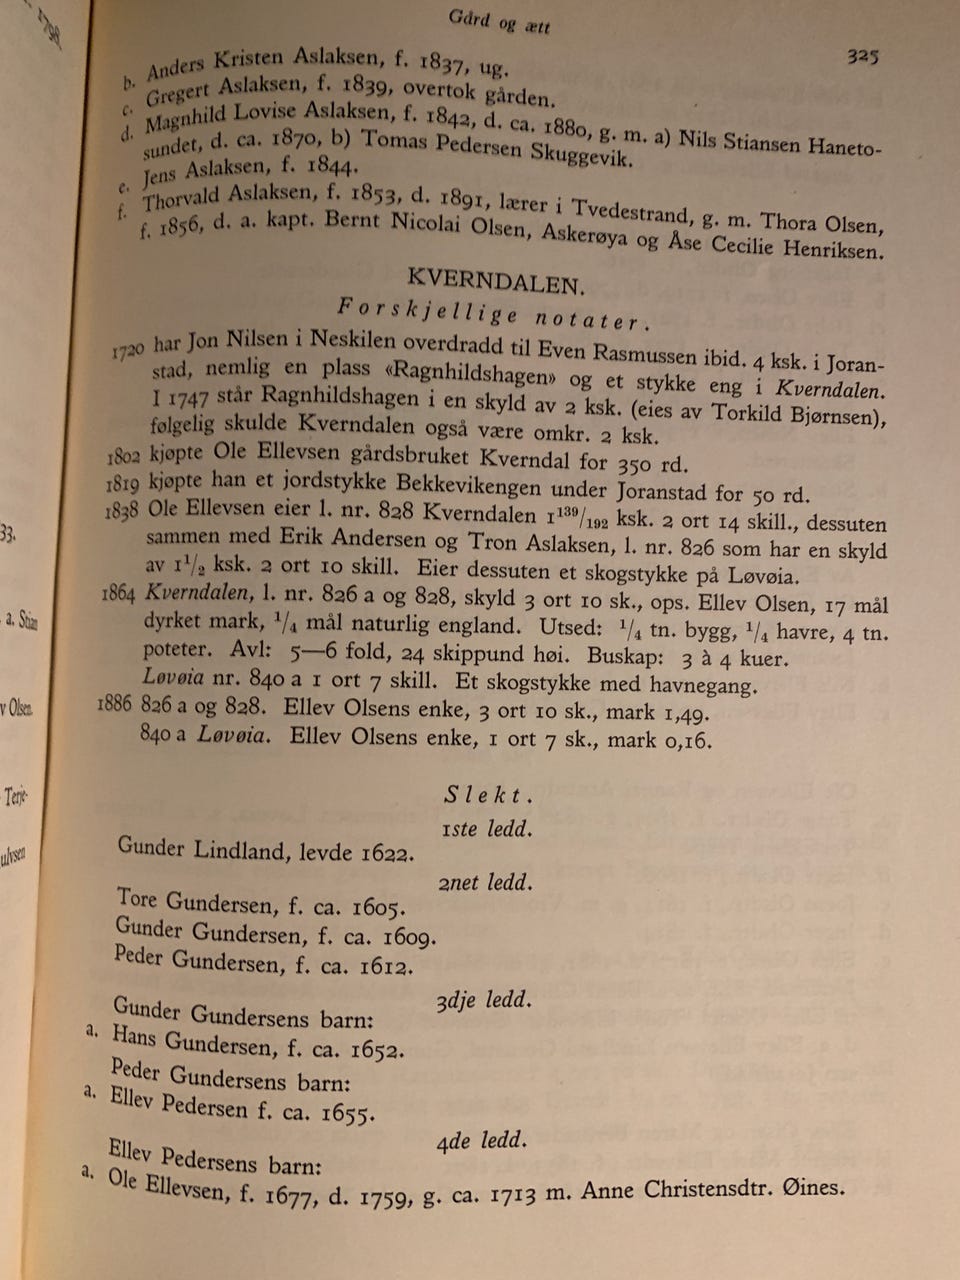 1798
Gård og ætt
325
b. Anders Kristen Aslaksen, f. 1837, ug.
c. Gregert Aslaksen, f. 1839, overtok gården.
d. Magnhild Lovise Aslaksen, f. 1842, d. ca. 1880, g. m. a) Nils Stiansen Haneto-
sundet, d. ca. 1870, b) Tomas Pedersen Skuggevik.
e. Jens Aslaksen, f. 1844.
f. Thorvald Aslaksen, f. 1853, d. 1891, lærer i Tvedestrand, g. m. Thora Olsen,
f. 1856, d. a. kapt. Bernt Nicolai Olsen, Askerøya og Åse Cecilie Henriksen.
KVERNDALEN.
Forskjellige notater.
1720 har Jon Nilsen i Neskilen overdradd til Even Rasmussen ibid. 4 ksk. i Joran-
stad, nemlig en plass «Ragnhildshagen» og et stykke eng i Kverndalen.
I 1747 står Ragnhildshagen i en skyld av 2 ksk. (eies av Torkild Bjørnsen),
følgelig skulde Kverndalen også være omkr. 2 ksk.
1802 kjøpte Ole Ellevsen gårdsbruket Kverndal for 350 rd.
1819 kjøpte han et jordstykke Bekkevikengen under Joranstad for 50 rd.
1838 Ole Ellevsen eier l. nr. 828 Kverndalen 1 139/192 ksk. 2 ort 14 skill., dessuten
sammen med Erik Andersen og Tron Aslaksen, l. nr. 826 som har en skyld
av 1 1/2 ksk. 2 ort 10 skill. Eier dessuten et skogstykke på Løvøia.
1864 Kverndalen, l. nr. 826 a og 828, skyld 3 ort 10 sk., ops. Ellev Olsen, 17 mål
dyrket mark, 1/4 mål naturlig england. Utsed: 1/4 tn. bygg, 1/4 havre, 4 tn.
poteter. Avl: 5—6 fold, 24 skippund høi. Buskap: 3 à 4 kuer.
Løvøia nr. 840 a 1 ort 7 skill. Et skogstykke med havnegang.
1886 826 a og 828. Ellev Olsens enke, 3 ort 10 sk., mark 1,49.
840 a Løvøia. Ellev Olsens enke, 1 ort 7 sk., mark 0,16.
Slekt.
1ste ledd.
Gunder Lindland, levde 1622.
2net ledd.
Tore Gundersen, f. ca. 1605.
Gunder Gundersen, f. ca. 1609.
Peder Gundersen, f. ca. 1612.
3dje ledd.
Gunder Gundersens barn:
a. Hans Gundersen, f. ca. 1652.
Peder Gundersens barn:
a. Ellev Pedersen f. ca. 1655.
4de ledd.
Ellev Pedersens barn:
a. Ole Ellevsen, f. 1677, d. 1759, g. ca. 1713 m. Anne Christensdtr. Øines.
33.
a. Stian
v Olsen
Terje-
ulvsen